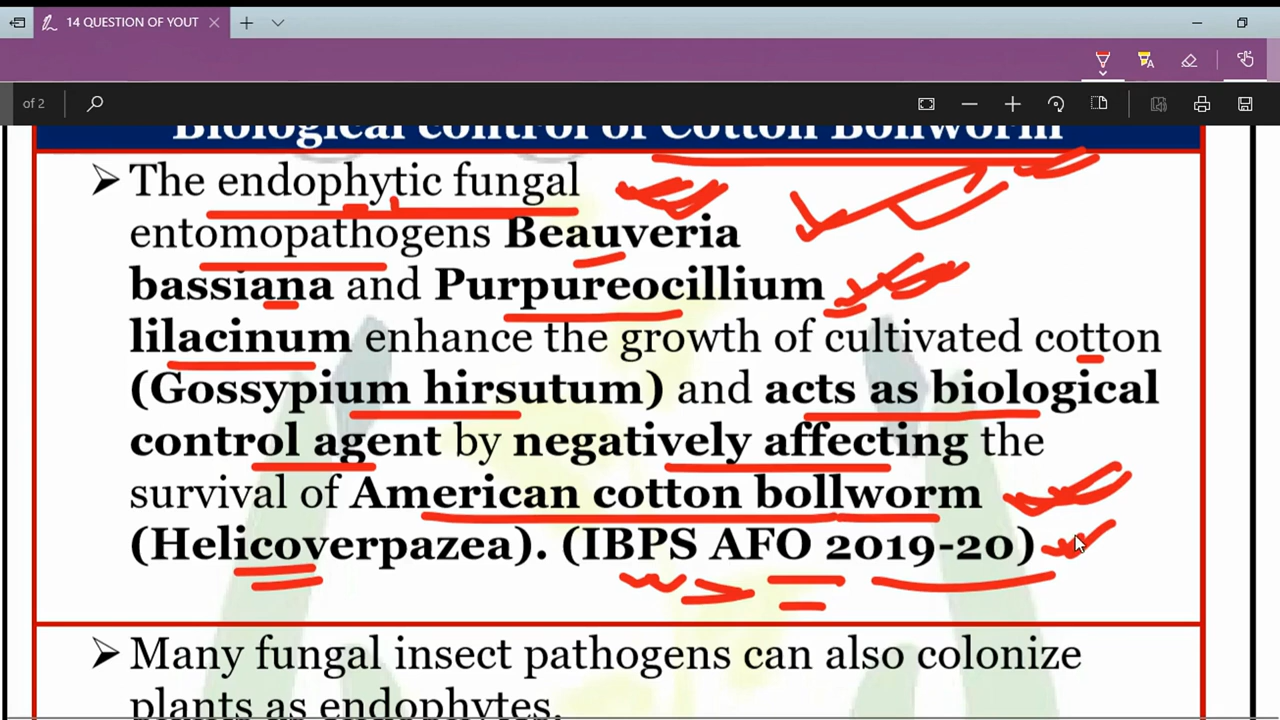 14 QUESTION OF YOUT
of 2
Biological control of Cotton Bollworm
➢ The endophytic fungal
entomopathogens Beauveria
bassiana and Purpureocillium
lilacinum enhance the growth of cultivated cotton
(Gossypium hirsutum) and acts as biological
control agent by negatively affecting the
survival of American cotton bollworm
(Helicoverpazea). (IBPS AFO 2019-20)
➢ Many fungal insect pathogens can also colonize
plants as endophytes.